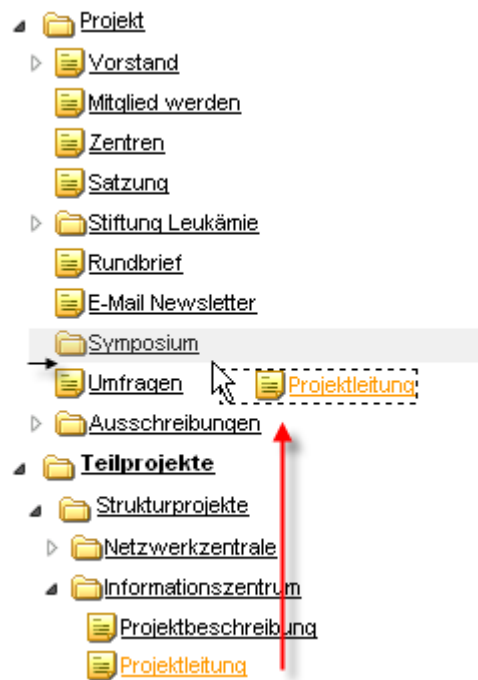 Projekt
Vorstand
Mitglied werden
Zentren
Satzung
Stiftung Leukämie
Rundbrief
E-Mail Newsletter
Symposium
Umfragen Projektleitung
Ausschreibungen
Teilprojekte
Strukturprojekte
Netzwerkzentrale
Informationszentrum
Projektbeschreibung
Projektleitung